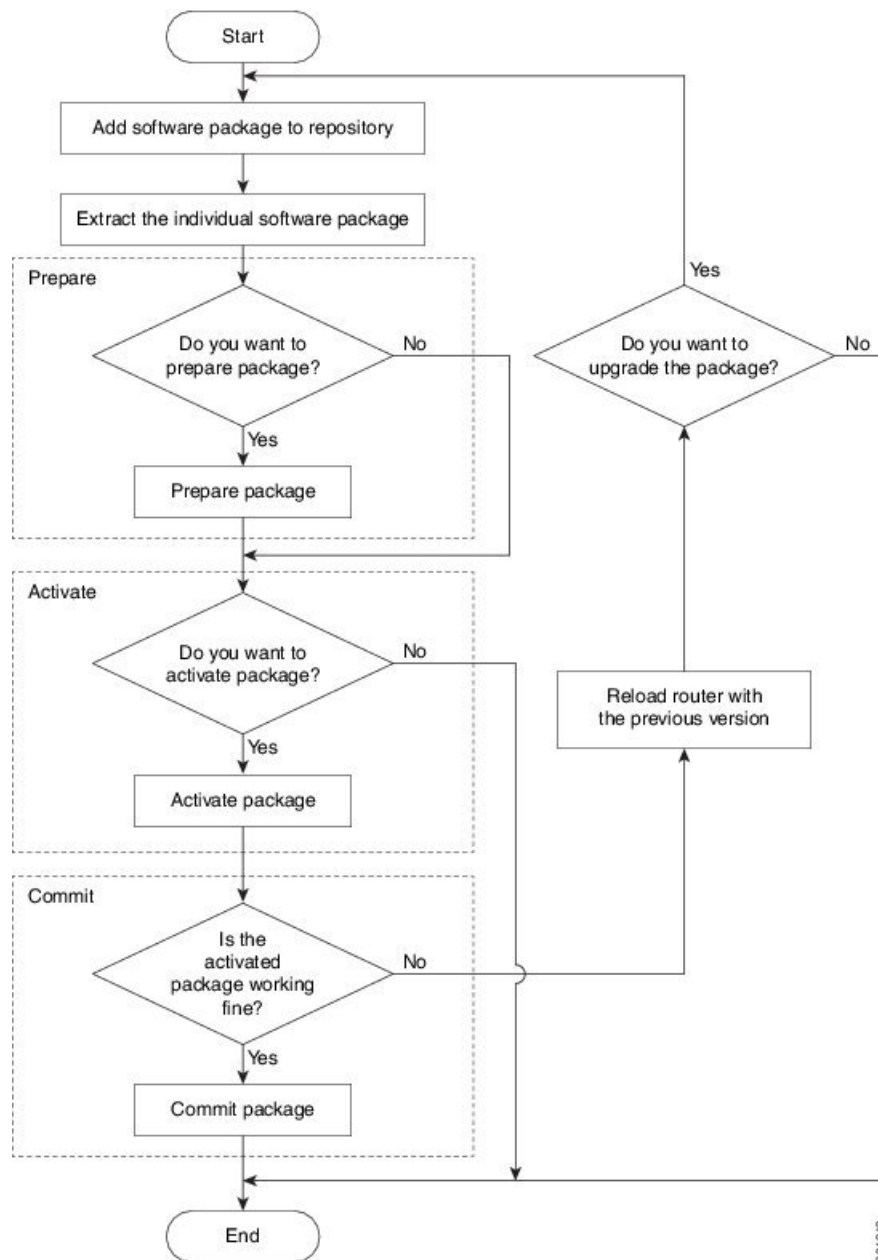 Start
Add software package to repository
Extract the individual software package
Prepare
Do you want to
prepare package?
No
Yes
Prepare package
Activate
Do you want to
activate package?
No
Yes
Activate package
Commit
Is the
activated
package working
fine?
No
Yes
Commit package
End
Reload router with
the previous version
Do you want to
upgrade the package?
Yes
No